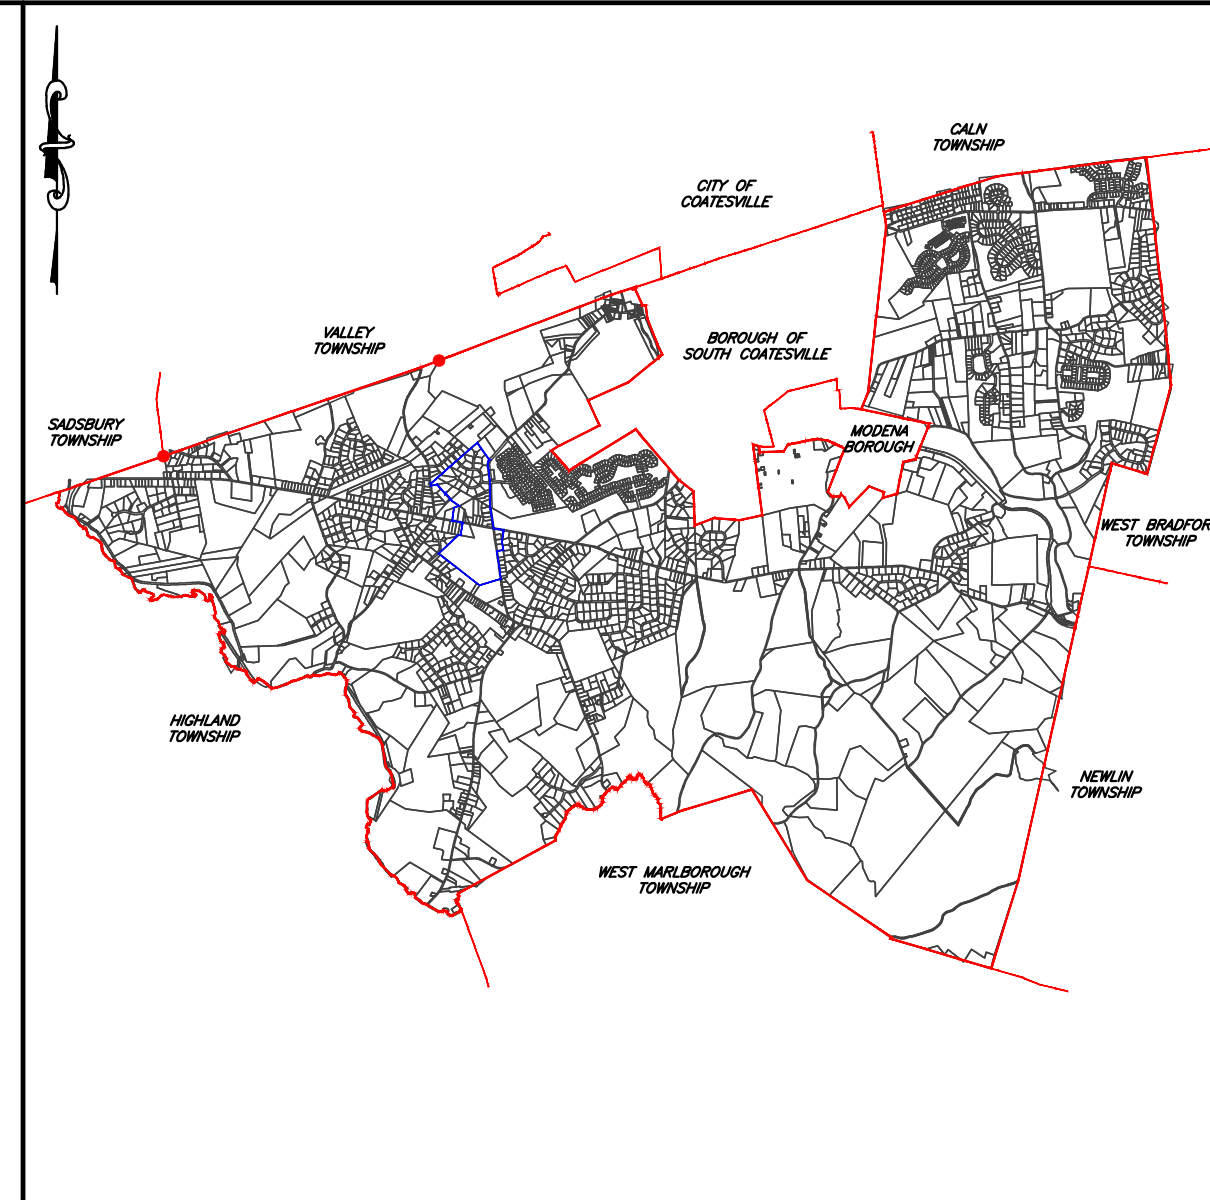 CALN
TOWNSHIP
CITY OF
COATESVILLE
VALLEY
TOWNSHIP
BOROUGH OF
SOUTH COATESVILLE
SADSBURY
TOWNSHIP
MODENA
BOROUGH
WEST BRADFOR
TOWNSHIP
HIGHLAND
TOWNSHIP
NEWLIN
TOWNSHIP
WEST MARLBOROUGH
TOWNSHIP